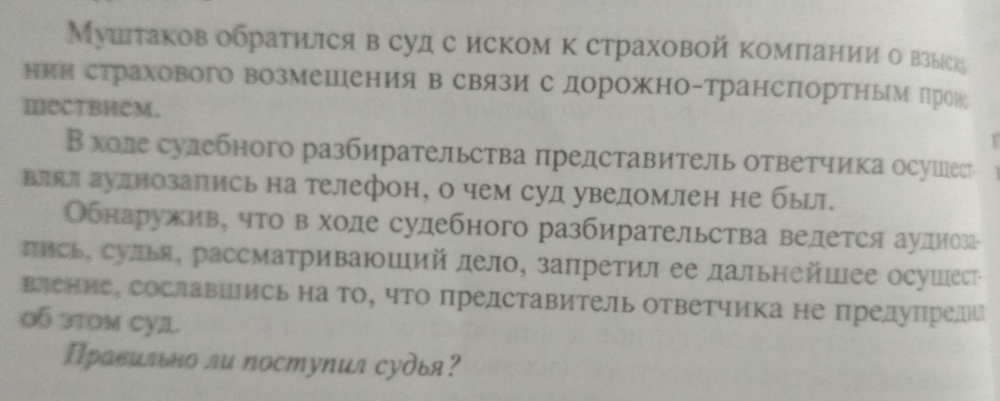 Муштаков обратился в суд с иском к страховой компании о взыска-
нии страхового возмещения в связи с дорожно-транспортным проис-
шествием.
В ходе судебного разбирательства представитель ответчика осущест-
влял аудиозапись на телефон, о чем суд уведомлен не был.
Обнаружив, что в ходе судебного разбирательства ведется аудиоза-
пись, судья, рассматривающий дело, запретил ее дальнейшее осущест-
вление, сославшись на то, что представитель ответчика не предупредил
об этом суд.
Правильно ли поступил судья?